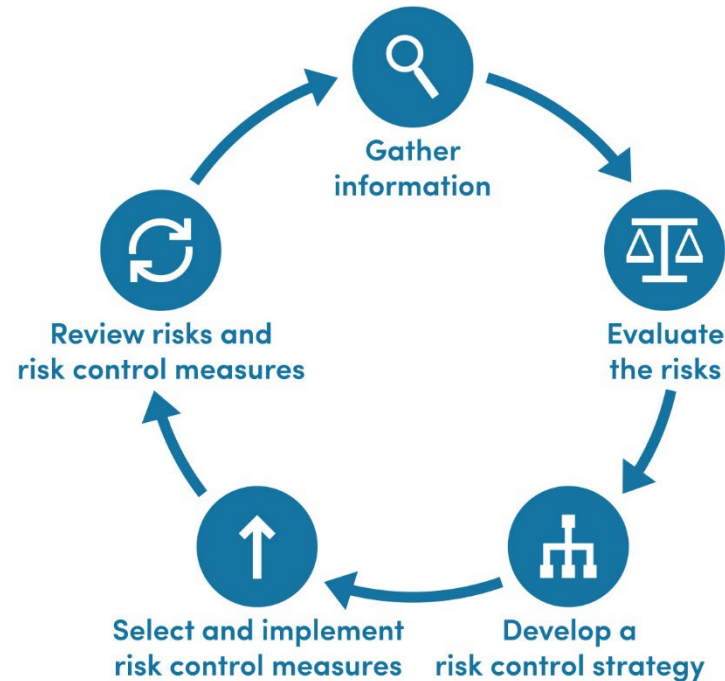 Gather
information
Evaluate
the risks
Develop a
risk control strategy
Select and implement
risk control measures
Review risks and
risk control measures